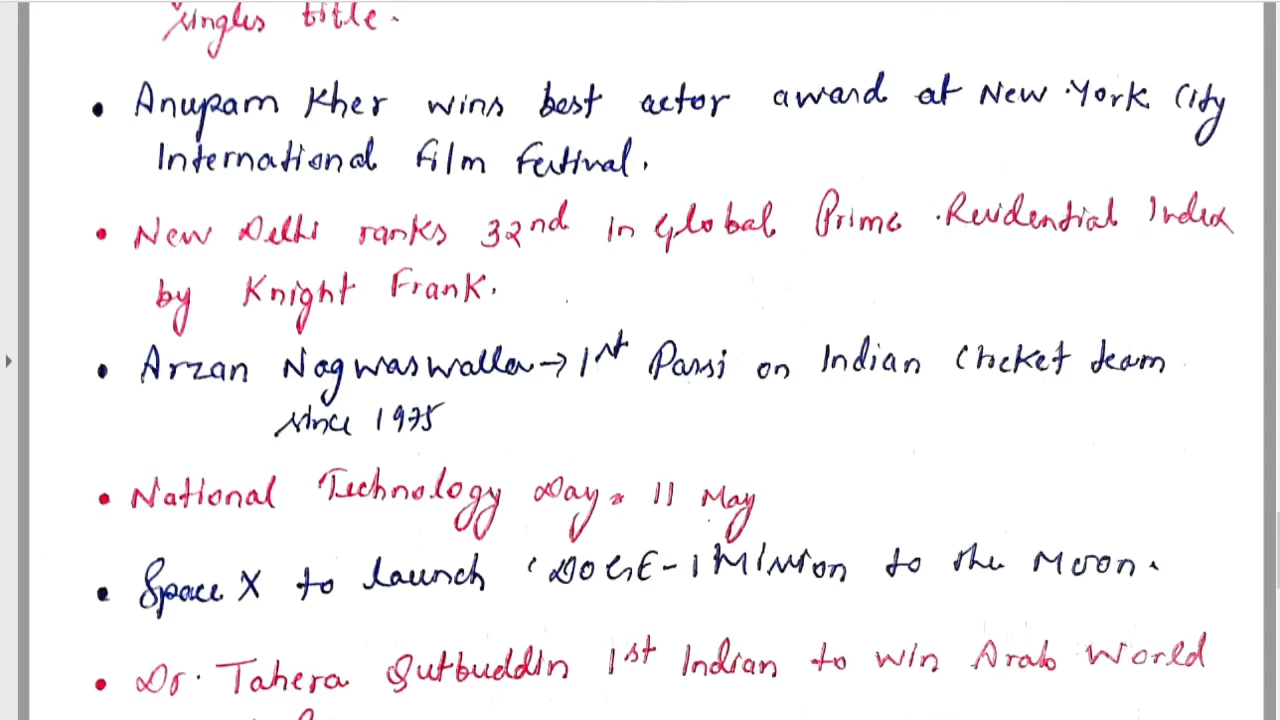 singles title.
• Anupam Kher wins best actor award at New York City
International Film Festival.
• New Delhi ranks 32nd in Global Prime Residential Index
by Knight Frank.
• Arzan Nagwaswalla → 1st Parsi on Indian Cricket team
since 1975
• National Technology Day = 11 May
• Space X to launch 'DOGE-1 Mission to the Moon.
• Dr. Tahera Qutbuddin 1st Indian to win Arab World